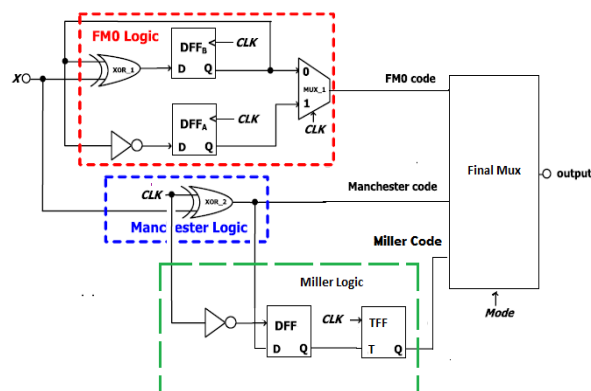 FM0 Logic
DFFB
CLK
D Q
XOR_1
X
0
MUX_1
1
CLK
FM0 code
DFFA
CLK
D Q
Final Mux
output
CLK
XOR_2
Manchester code
Manchester Logic
Miller Code
Miller Logic
Mode
DFF
D Q
CLK
TFF
T Q